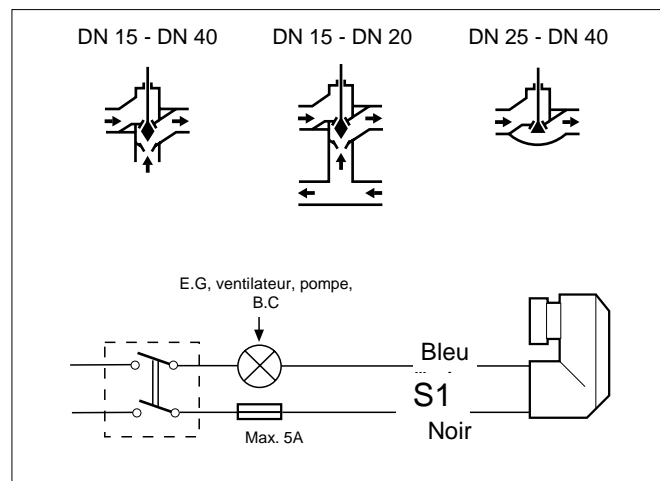 DN 15 - DN 40
DN 15 - DN 20
DN 25 - DN 40
E.G, ventilateur, pompe,
B.C
Bleu
S1
Noir
Max. 5A